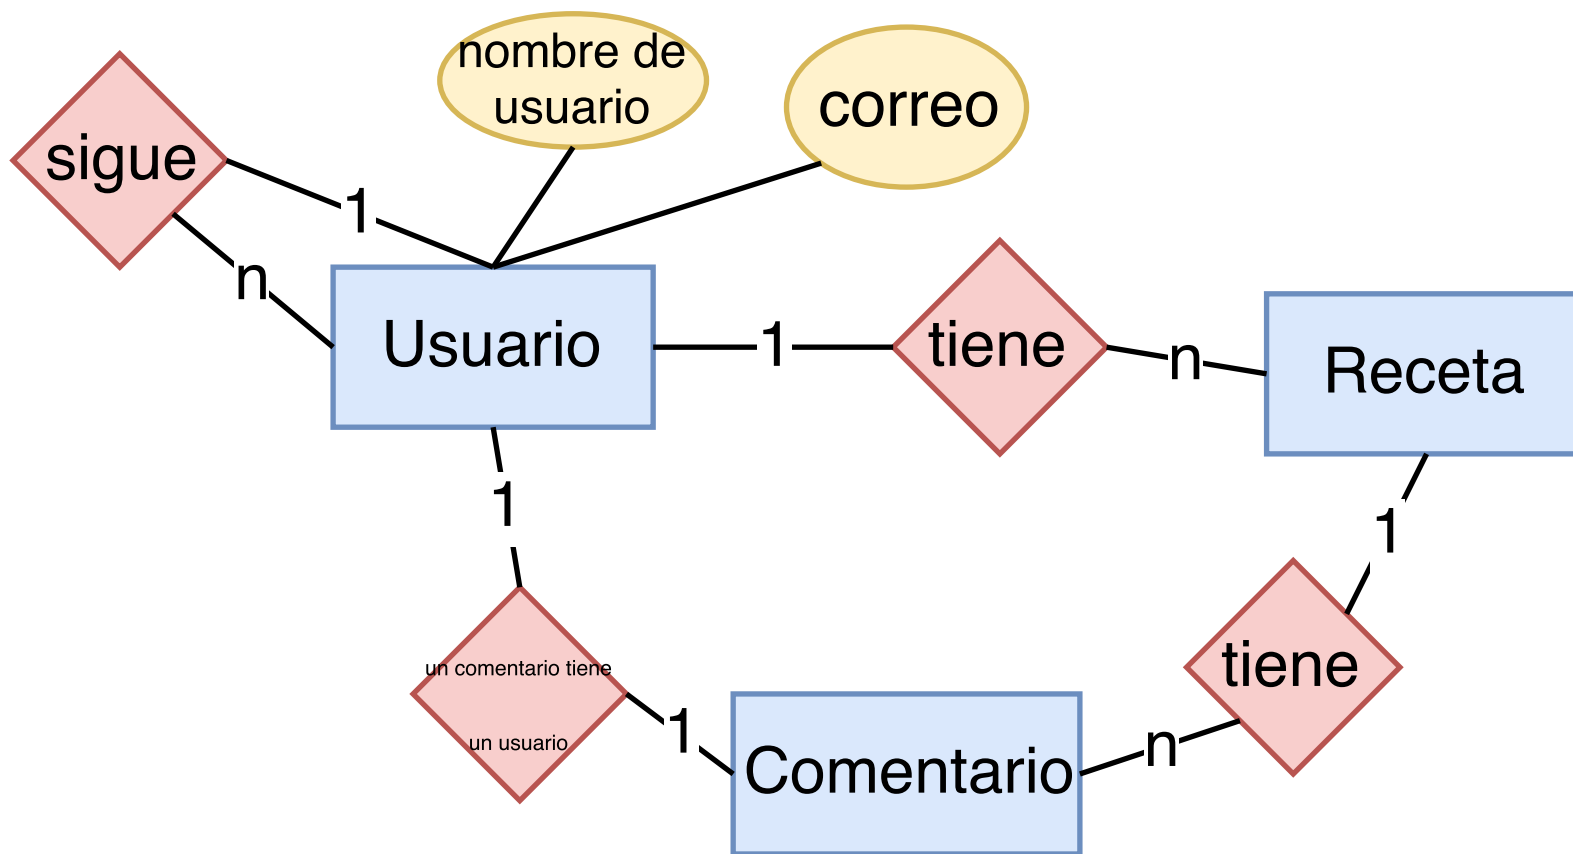 nombre de
usuario
correo
sigue
1
n
Usuario
1
tiene
n
Receta
1
1
un comentario tiene
un usuario
1
Comentario
n
tiene